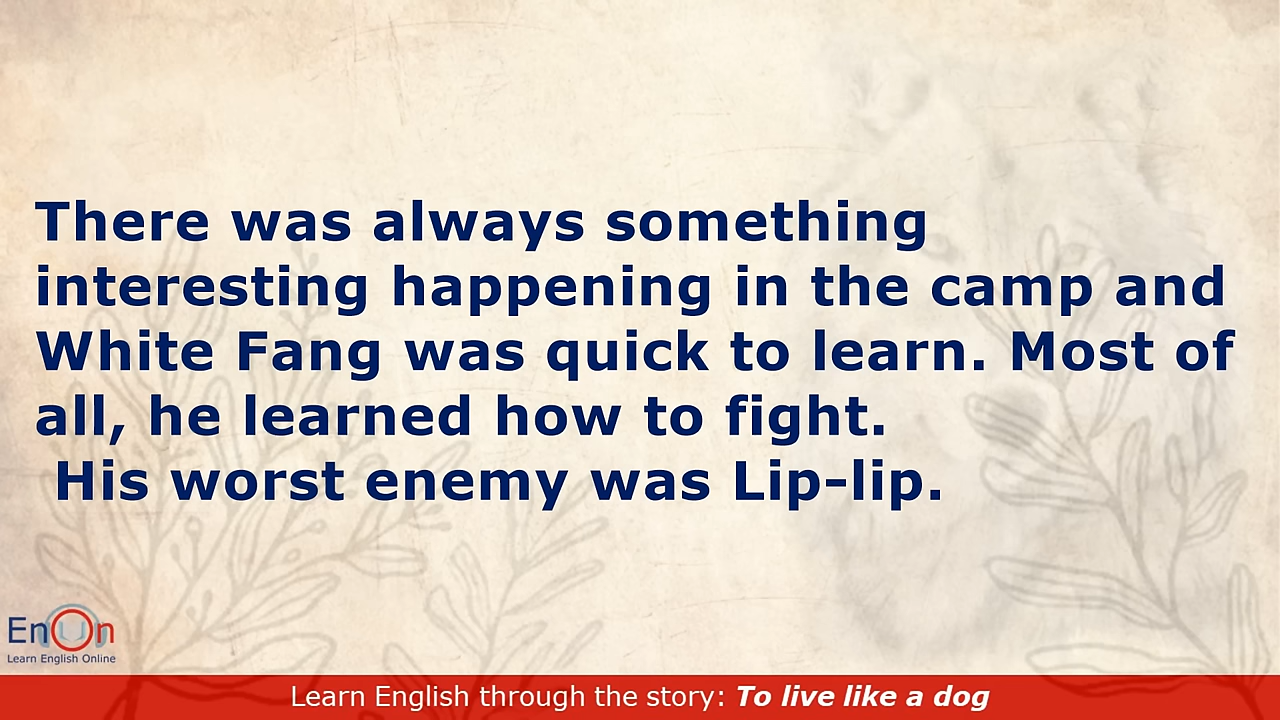 There was always something
interesting happening in the camp and
White Fang was quick to learn. Most of
all, he learned how to fight.
His worst enemy was Lip-lip.
EnOn
Learn English Online
Learn English through the story: To live like a dog